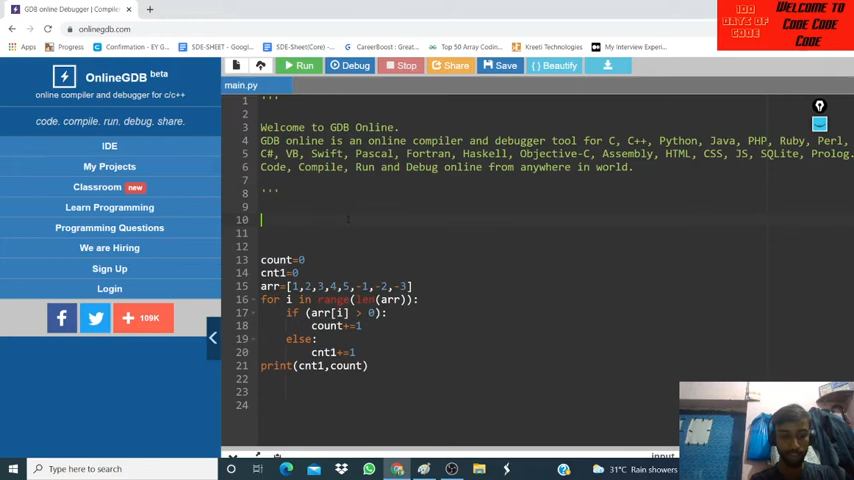 GDB online Debugger | Compiler
onlinegdb.com
Apps
Progress
Confirmation - EY G...
SDE-SHEET - Googl...
SDE-Sheet(Core) -...
CareerBoost : Great...
Top 50 Array Codin...
Kreeti Technologies
My Interview Experi...
100 DAYS OF CODE
WELCOME TO CODE CODE CODE
OnlineGDB beta
online compiler and debugger for c/c++
code. compile. run. debug. share.
IDE
My Projects
Classroom new
Learn Programming
Programming Questions
We are Hiring
Sign Up
Login
109K
Run
Debug
Stop
Share
Save
{ } Beautify
main.py
1 '''
2
3 Welcome to GDB Online.
4 GDB online is an online compiler and debugger tool for C, C++, Python, Java, PHP, Ruby, Perl,
5 C#, VB, Swift, Pascal, Fortran, Haskell, Objective-C, Assembly, HTML, CSS, JS, SQLite, Prolog.
6 Code, Compile, Run and Debug online from anywhere in world.
7
8 '''
9
10
11
12
13 count=0
14 cnt1=0
15 arr=[1,2,3,4,5,-1,-2,-3]
16 for i in range(len(arr)):
17 if (arr[i] > 0):
18 count+=1
19 else:
20 cnt1+=1
21 print(cnt1,count)
22
23
24
input
Type here to search
31°C Rain showers